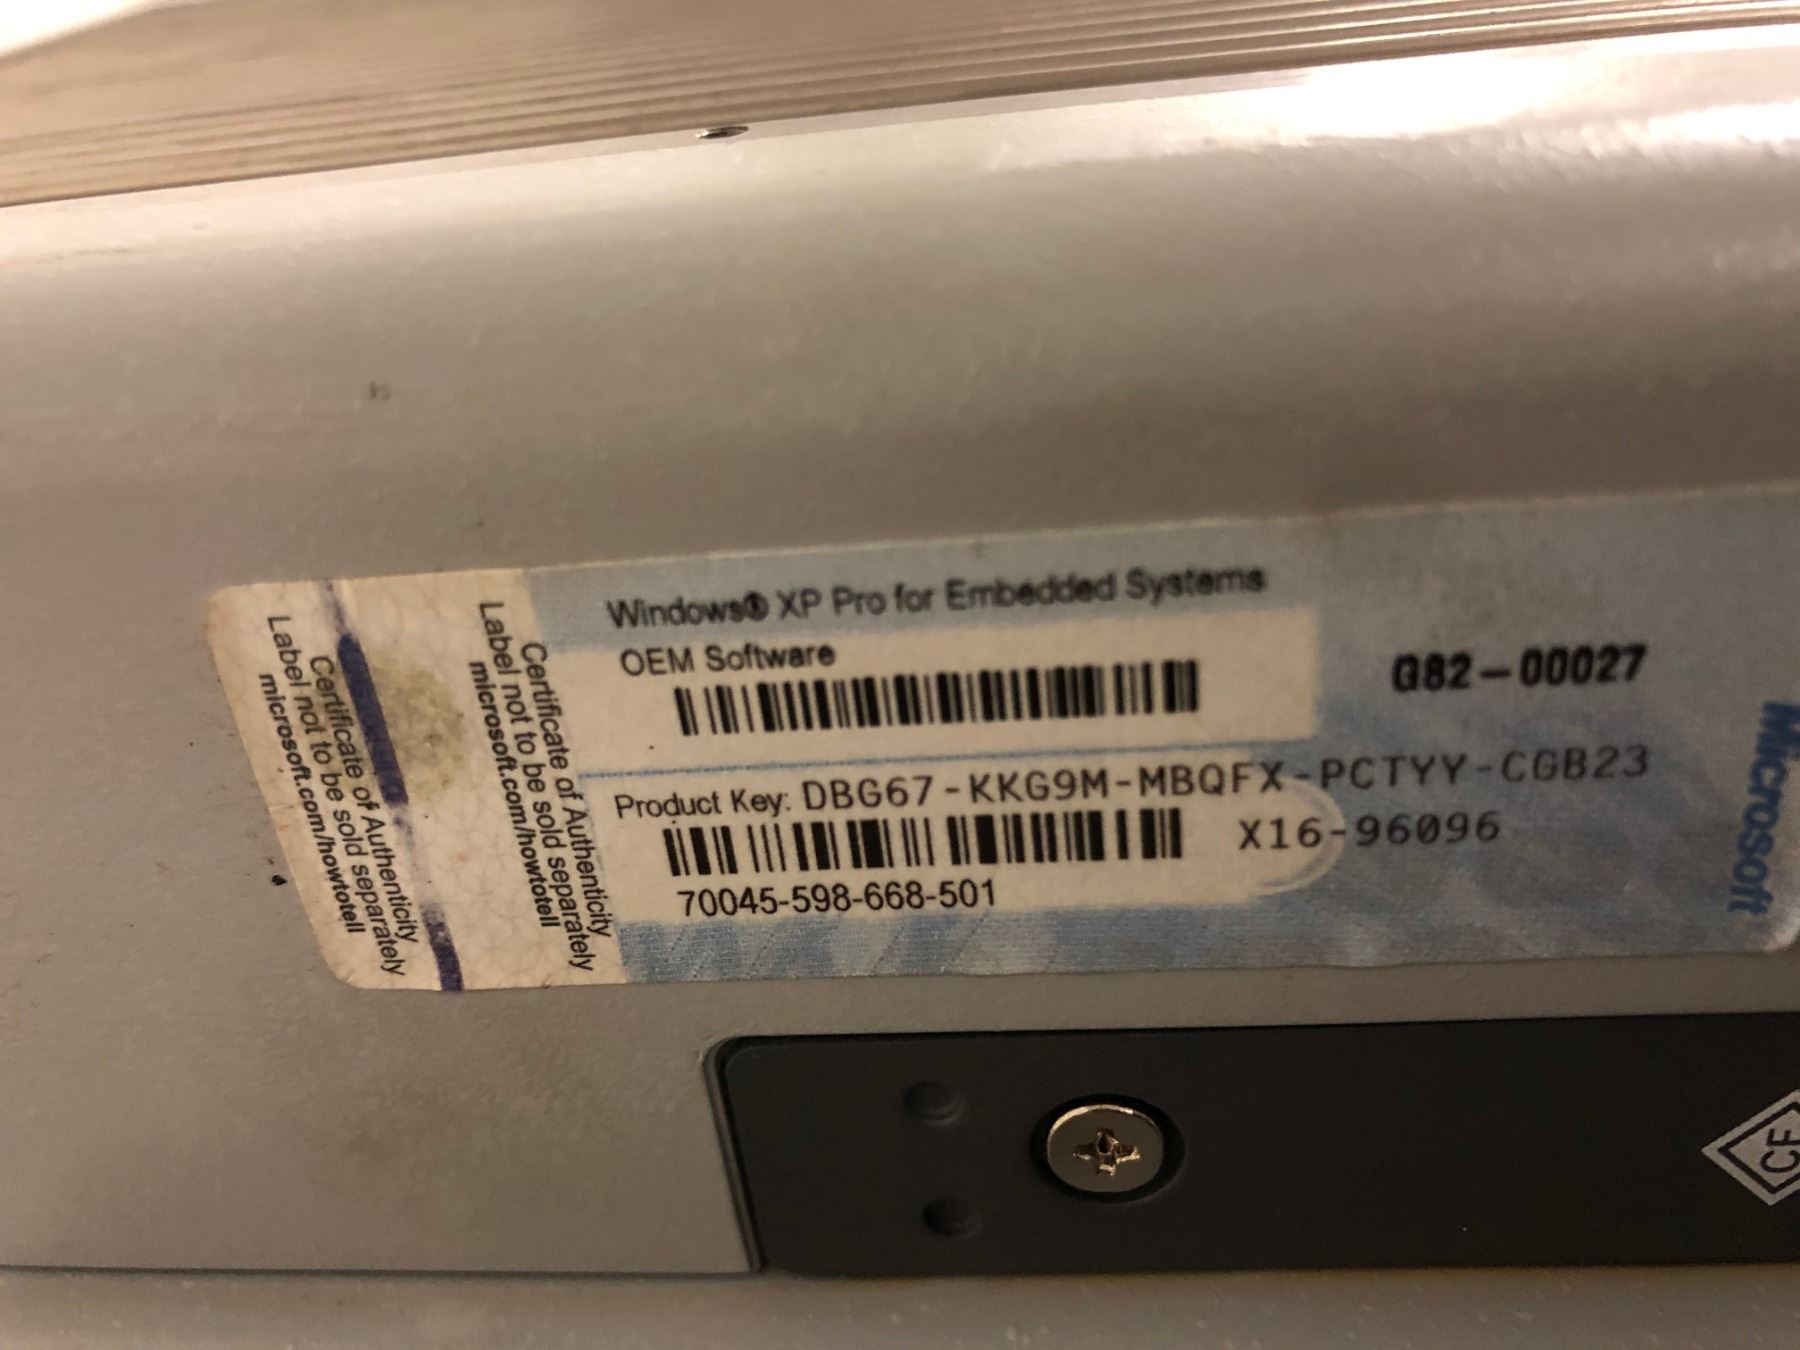 Windows® XP Pro for Embedded Systems
OEM Software
G82-00027
Product Key: DBG67-KKG9M-MBQFX-PCTYY-CGB23
X16-96096
70045-598-668-501
Certificate of Authenticity
Label not to be sold separately
microsoft.com/howtotell
Certificate of Authenticity
Label not to be sold separately
microsoft.com/howtotell
Microsoft